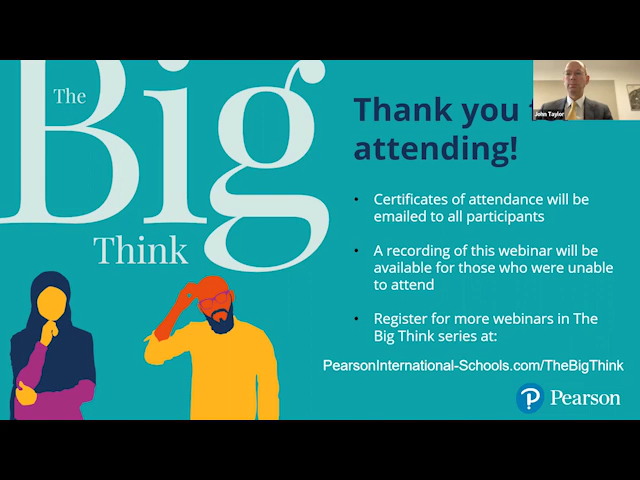 The
Big
Think
Thank you fo
attending!
John Taylor
• Certificates of attendance will be
emailed to all participants
• A recording of this webinar will be
available for those who were unable
to attend
• Register for more webinars in The
Big Think series at:
PearsonInternational-Schools.com/TheBigThink
Pearson